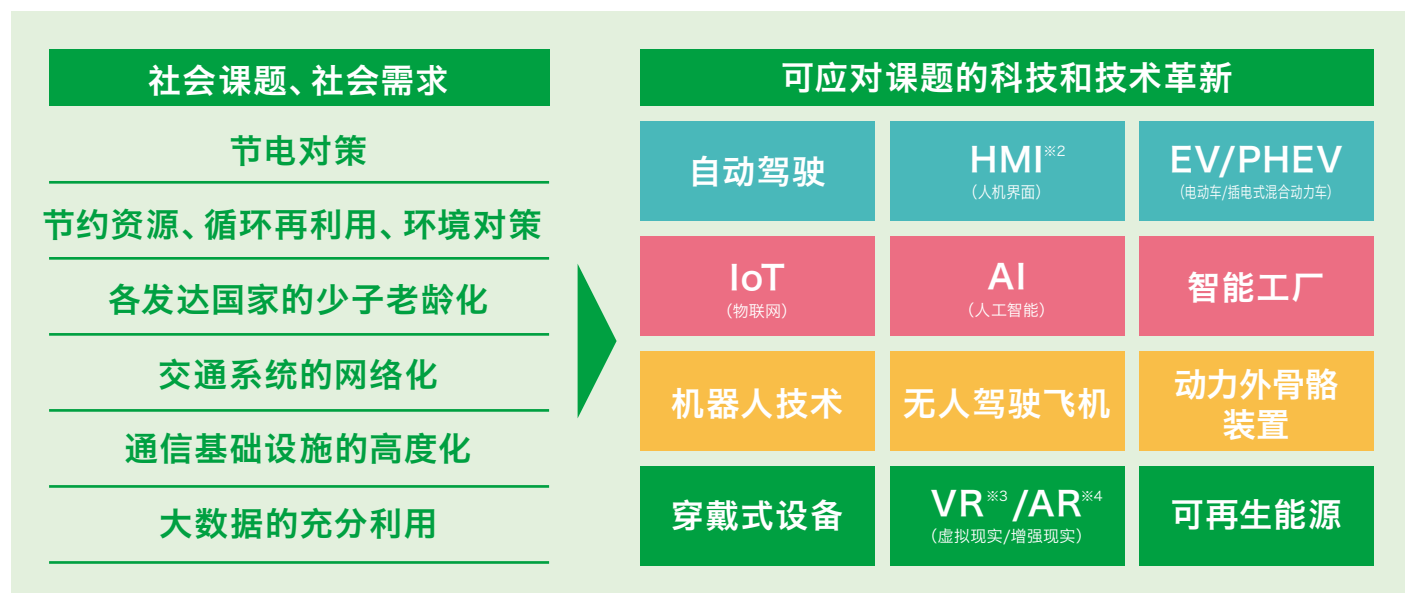 社会课题、社会需求
节电对策
节约资源、循环再利用、环境对策
各发达国家的少子老龄化
交通系统的网络化
通信基础设施的高度化
大数据的充分利用
可应对课题的科技和技术革新
自动驾驶
HMI※2
（人机界面）
EV/PHEV
（电动车/插电式混合动力车）
IoT
（物联网）
AI
（人工智能）
智能工厂
机器人技术
无人驾驶飞机
动力外骨骼
装置
穿戴式设备
VR※3/AR※4
（虚拟现实/增强现实）
可再生能源